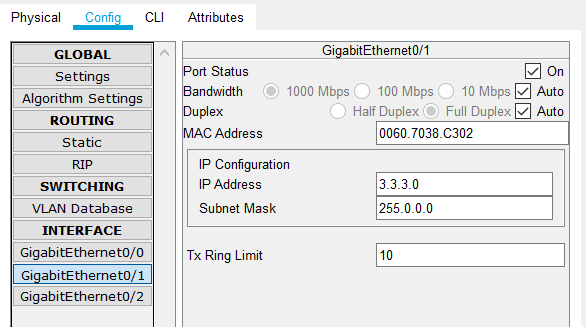 Physical Config CLI Attributes
GLOBAL
Settings
Algorithm Settings
ROUTING
Static
RIP
SWITCHING
VLAN Database
INTERFACE
GigabitEthernet0/0
GigabitEthernet0/1
GigabitEthernet0/2
GigabitEthernet0/1
Port Status On
Bandwidth 1000 Mbps 100 Mbps 10 Mbps Auto
Duplex Half Duplex Full Duplex Auto
MAC Address 0060.7038.C302
IP Configuration
IP Address 3.3.3.0
Subnet Mask 255.0.0.0
Tx Ring Limit 10